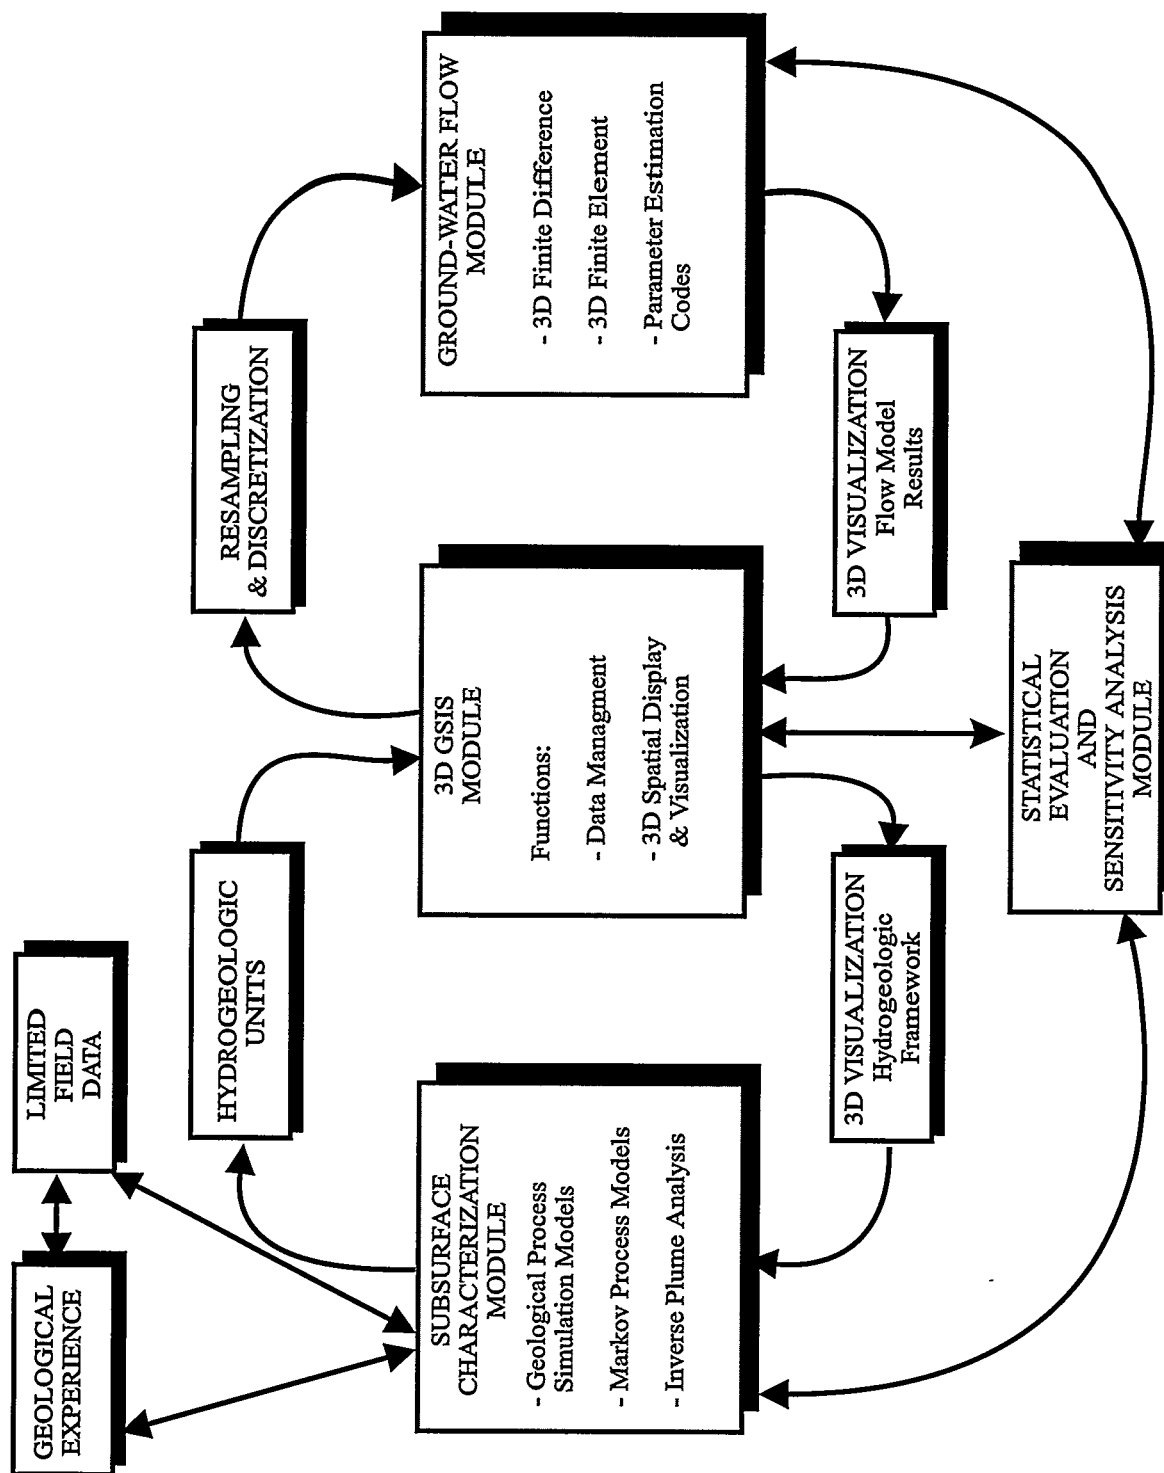 GEOLOGICAL
EXPERIENCE
LIMITED
FIELD
DATA
HYDROGEOLOGIC
UNITS
RESAMPLING
& DISCRETIZATION
SUBSURFACE
CHARACTERIZATION
MODULE
- Geological Process
Simulation Models
- Markov Process Models
- Inverse Plume Analysis
3D GSIS
MODULE
Functions:
- Data Managment
- 3D Spatial Display
& Visualization
GROUND-WATER FLOW
MODULE
- 3D Finite Difference
- 3D Finite Element
- Parameter Estimation
Codes
3D VISUALIZATION
Hydrogeologic
Framework
3D VISUALIZATION
Flow Model
Results
STATISTICAL
EVALUATION
AND
SENSITIVITY ANALYSIS
MODULE